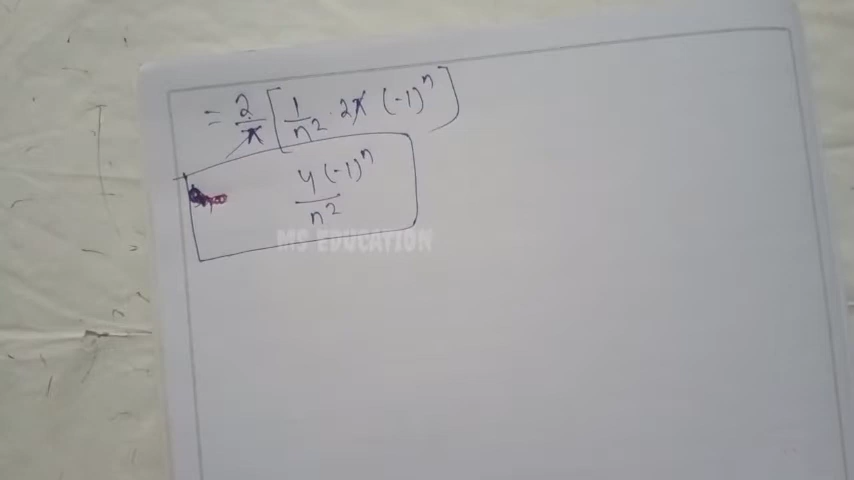 = 2/π [ 1/n² · 2π (-1)ⁿ ]
4(-1)ⁿ/n²
MS EDUCATION